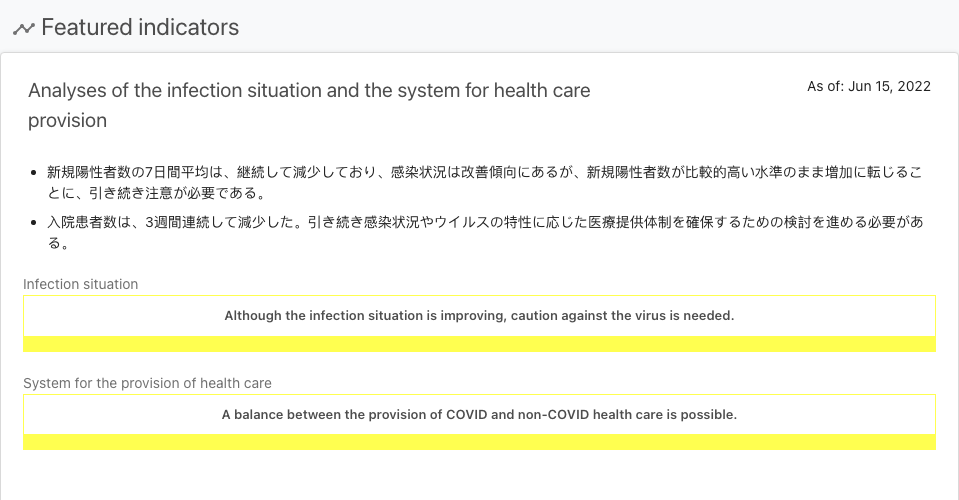 Featured indicators
Analyses of the infection situation and the system for health care
provision
As of: Jun 15, 2022
新規陽性者数の7日間平均は、継続して減少しており、感染状況は改善傾向にあるが、新規陽性者数が比較的高い水準のまま増加に転じるこ
とに、引き続き注意が必要である。
入院患者数は、3週間連続して減少した。引き続き感染状況やウイルスの特性に応じた医療提供体制を確保するための検討を進める必要があ
る。
Infection situation
Although the infection situation is improving, caution against the virus is needed.
System for the provision of health care
A balance between the provision of COVID and non-COVID health care is possible.